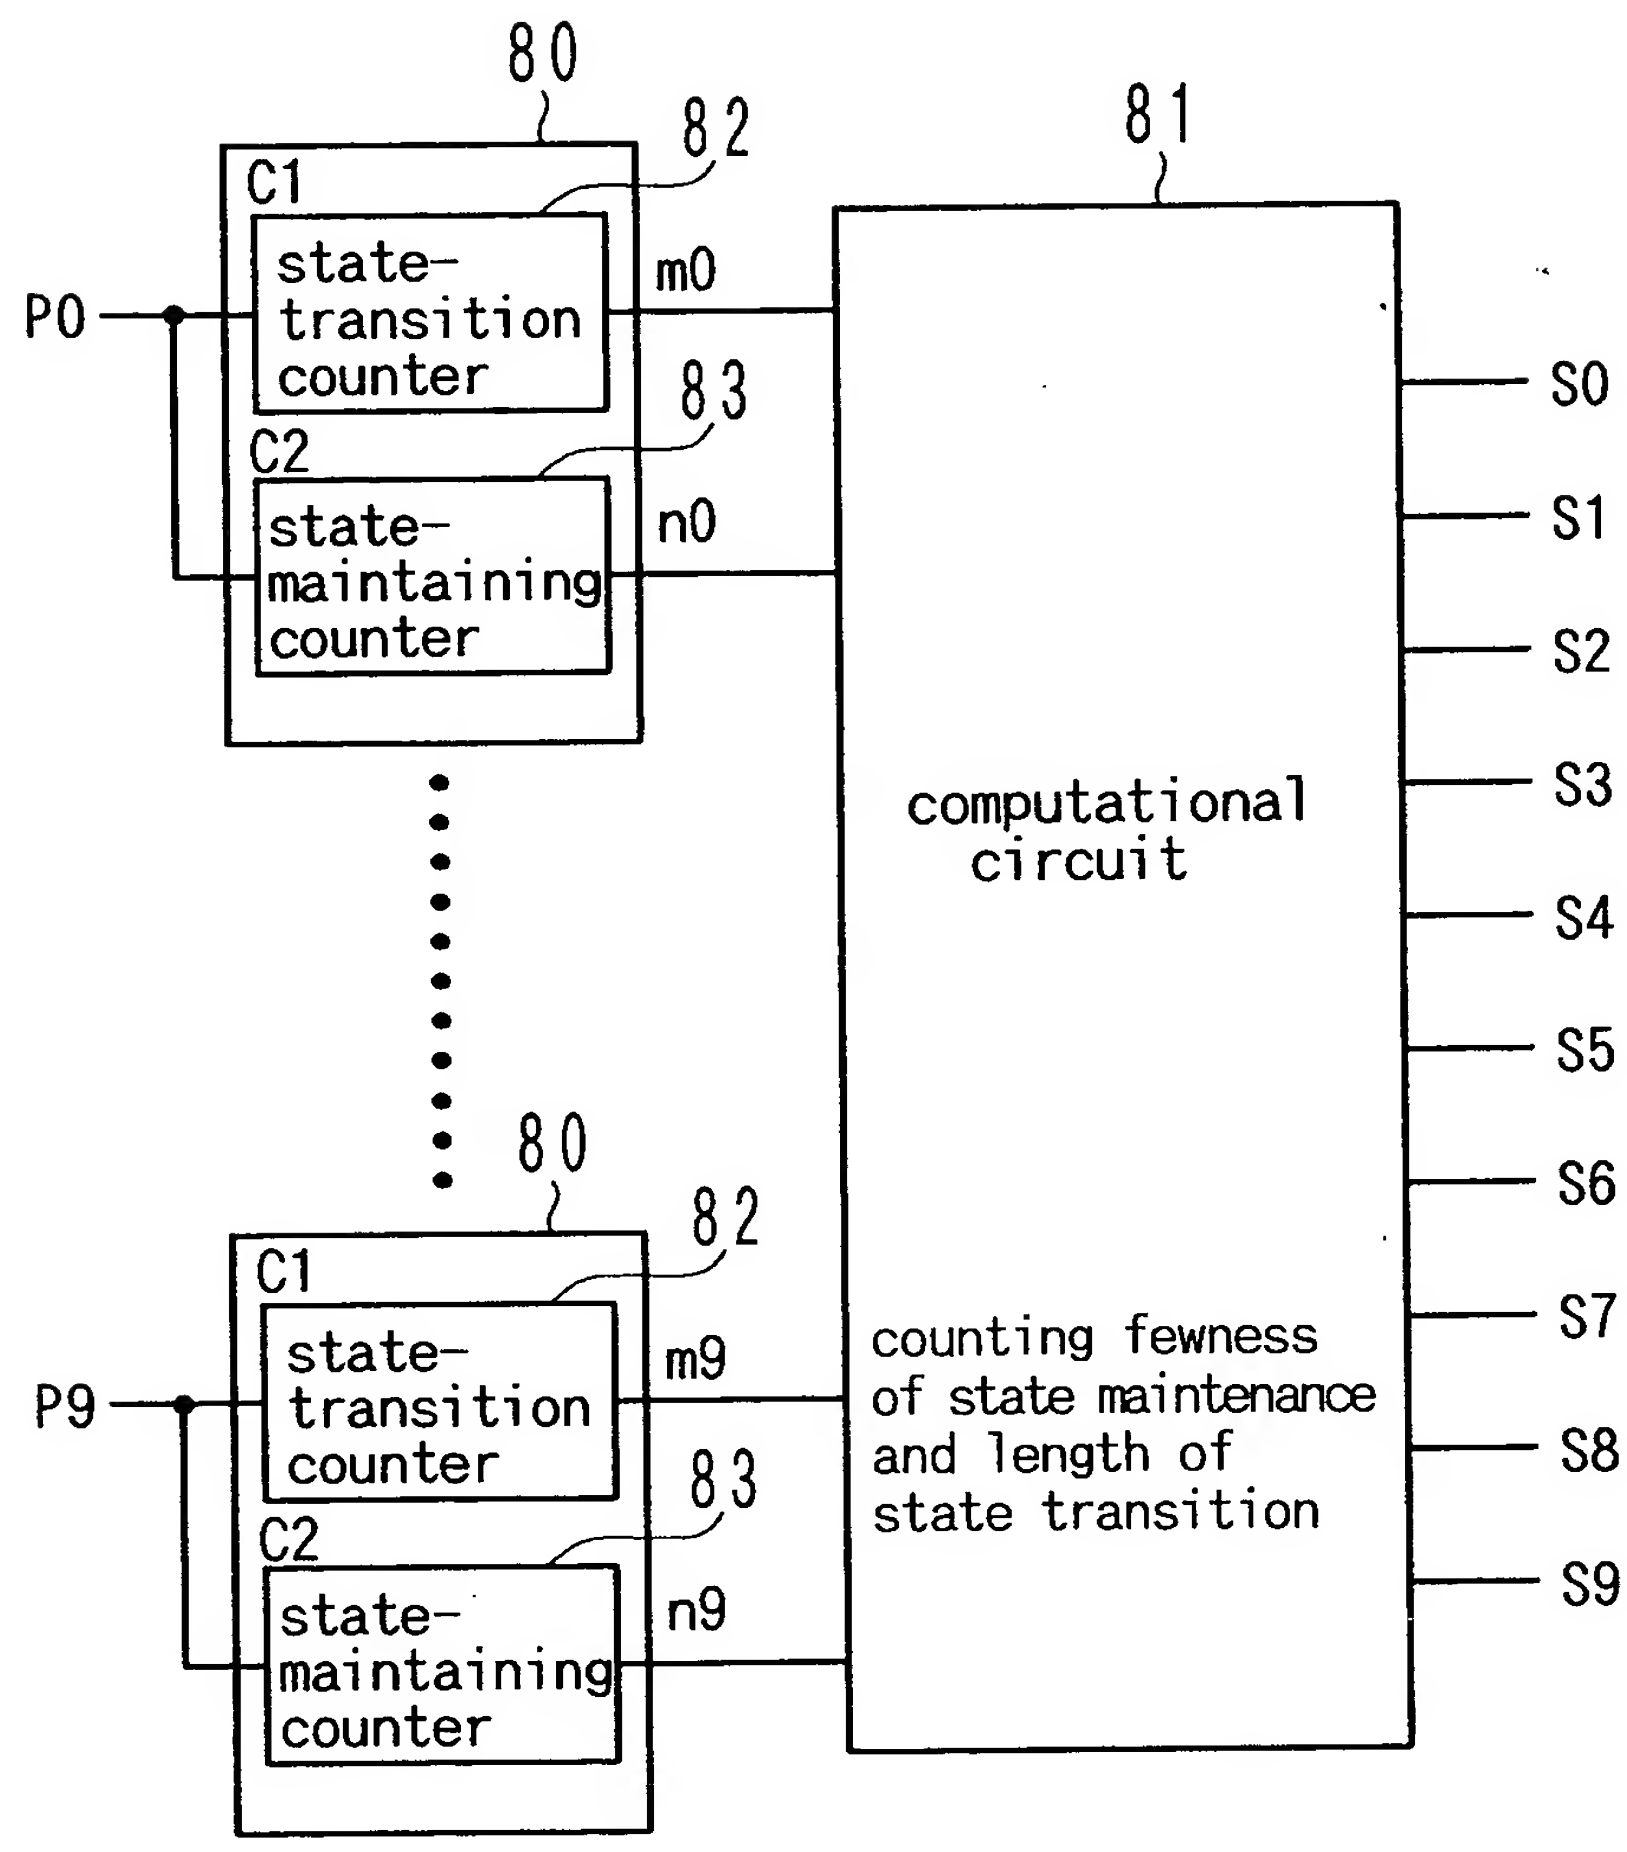 80
82
81
C1
state-
transition
counter
m0
P0
83
C2
state-
maintaining
counter
n0
S0
S1
S2
S3
computational
circuit
S4
S5
S6
S7
S8
S9
80
82
C1
state-
transition
counter
m9
P9
83
C2
state-
maintaining
counter
n9
counting fewness
of state maintenance
and length of
state transition